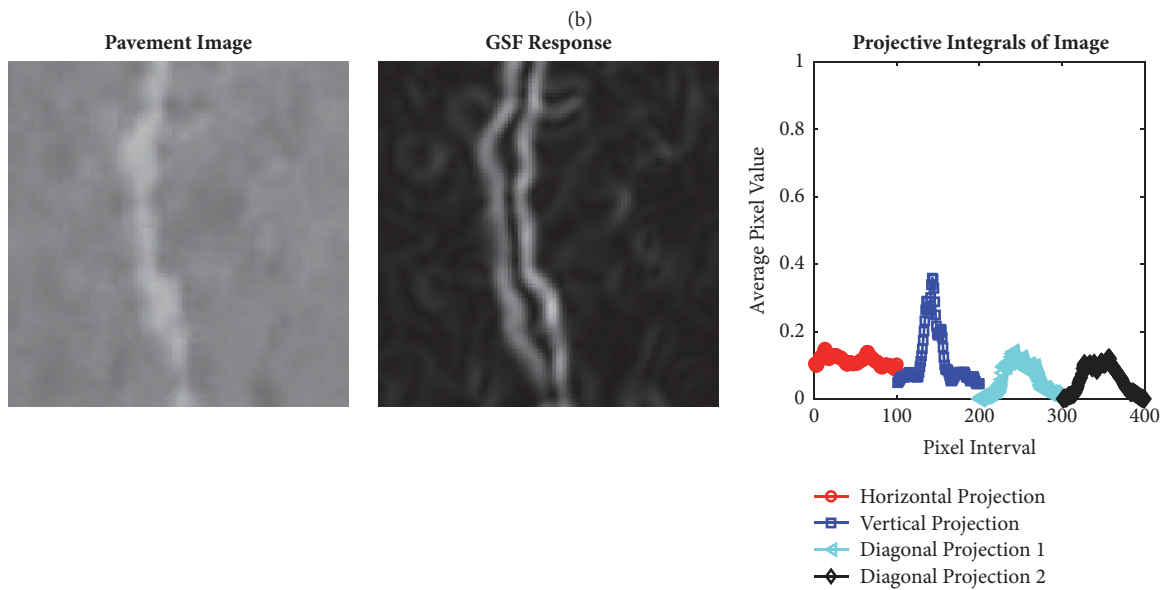 (b)
Pavement Image
GSF Response
Projective Integrals of Image
1
0.8
0.6
0.4
0.2
0
Average Pixel Value
0 100 200 300 400
Pixel Interval
Horizontal Projection
Vertical Projection
Diagonal Projection 1
Diagonal Projection 2